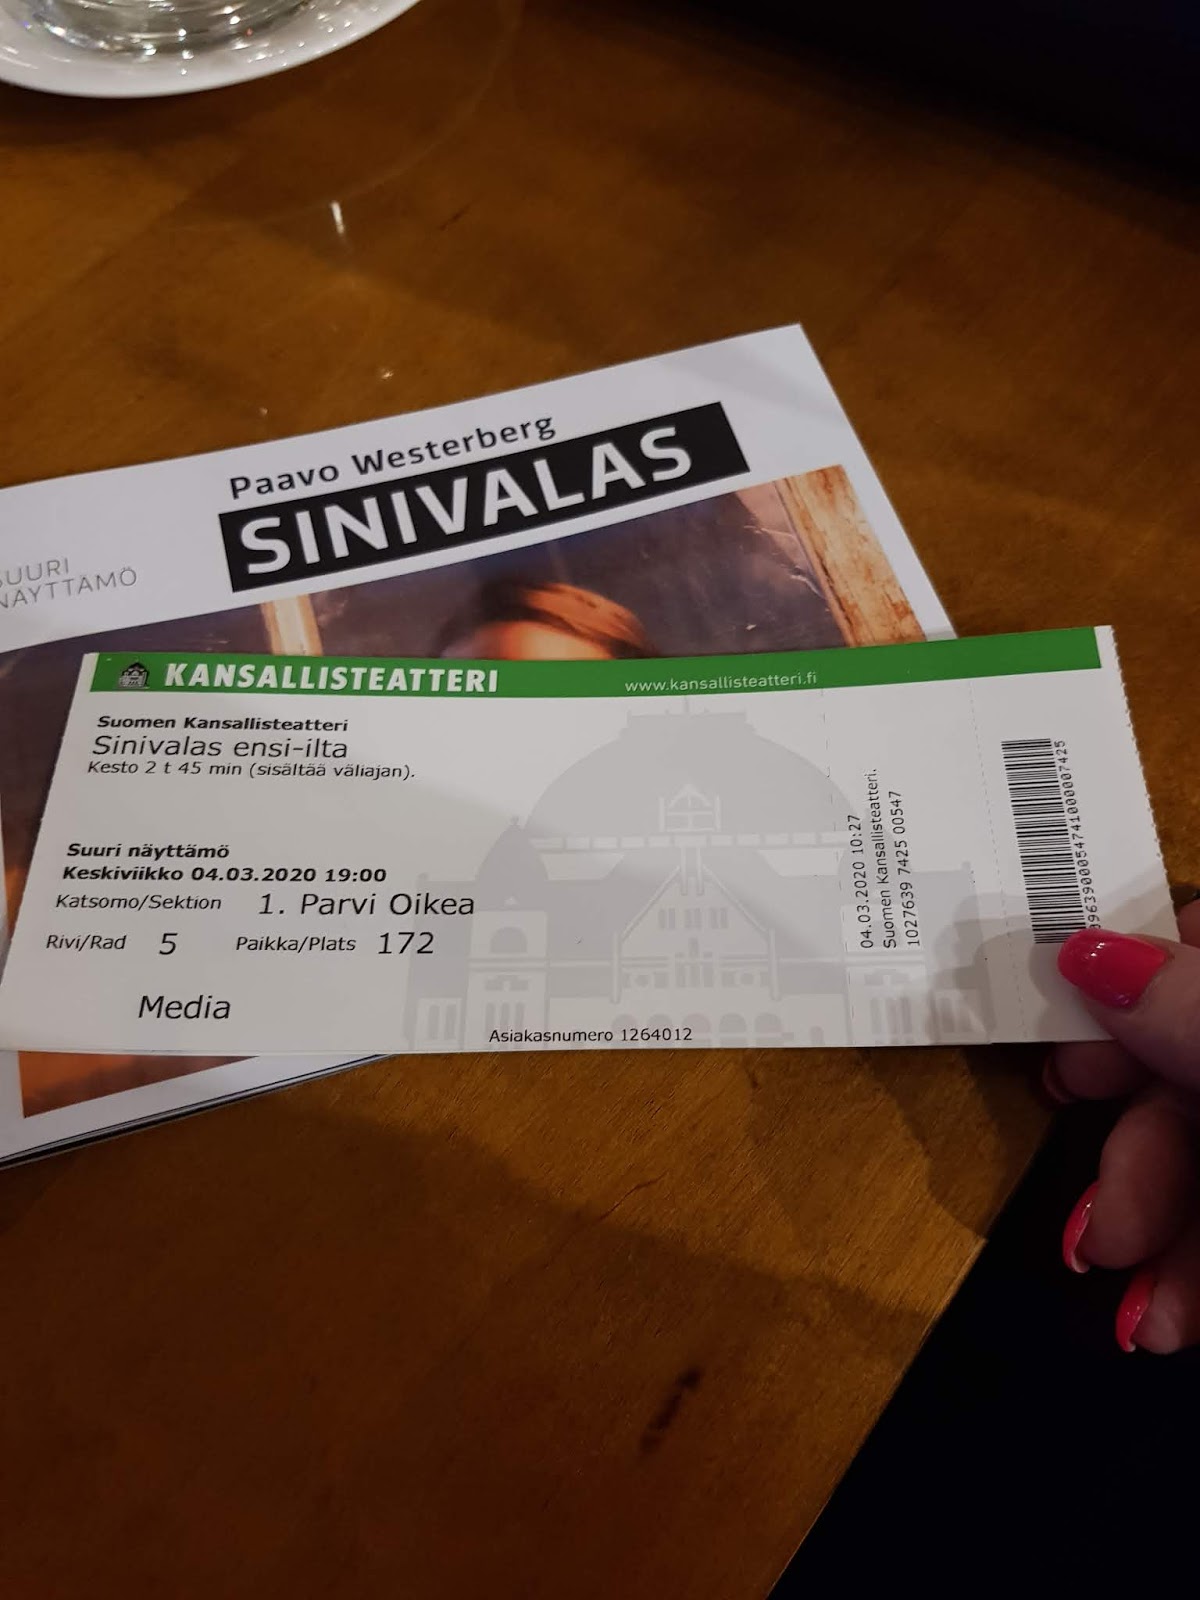 Paavo Westerberg
SINIVALAS
SUURI
NÄYTTÄMÖ
KANSALLISTEATTERI
www.kansallisteatteri.fi
Suomen Kansallisteatteri
Sinivalas ensi-ilta
Kesto 2 t 45 min (sisältää väliajan).
Suuri näyttämö
Keskiviikko 04.03.2020 19:00
Katsomo/Sektion 1. Parvi Oikea
Rivi/Rad 5 Paikka/Plats 172
Media
Asiakasnumero 1264012
04.03.2020 10:27
Suomen Kansallisteatteri.
1027639 7425 00547